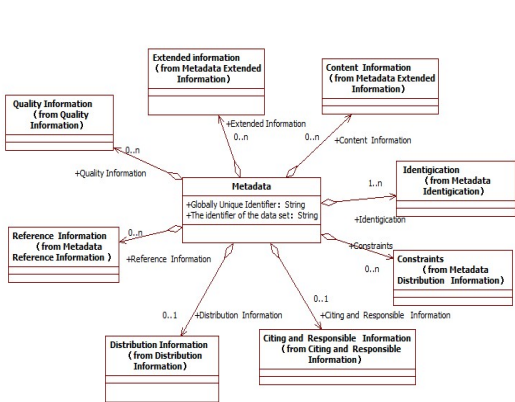 Extended information
(from Metadata Extended
Information)
Content Information
(from Metadata Extended
Information)
Quality Information
(from Quality
Information)
+Extended Information
0..n
0..n
+Content Information
0..n
+Quality Information
Metadata
+Globally Unique Identifier: String
+The identifier of the data set: String
1..n
+Identigication
Identigication
(from Metadata
Identigication)
Reference Information
(from Metadata
Reference Information )
0..n
+Reference Information
+Constraints
0..n
Constraints
(from Metadata
Distribution Information)
0..1
+Distribution Information
0..1
+Citing and Responsible Information
Distribution Information
(from Distribution
Information)
Citing and Responsible Information
(from Citing and Responsible
Information)